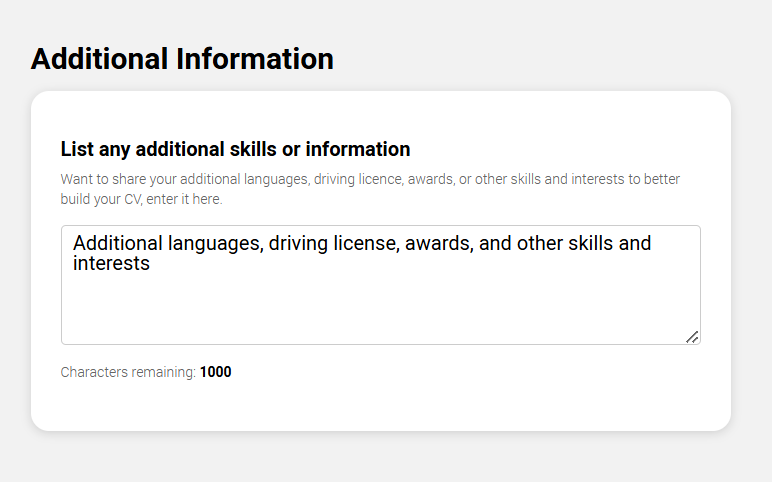 Additional Information
List any additional skills or information
Want to share your additional languages, driving licence, awards, or other skills and interests to better
build your CV, enter it here.
Additional languages, driving license, awards, and other skills and
interests
Characters remaining: 1000